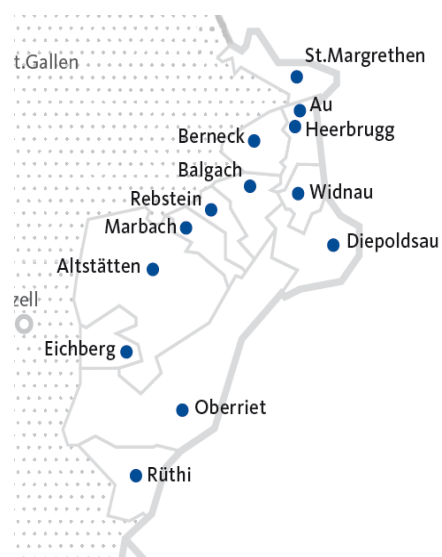 St.Margrethen
t.Gallen
Au
Heerbrugg
Berneck
Balgach
Widnau
Rebstein
Marbach
Diepoldsau
Altstätten
zell
Eichberg
Oberriet
Rüthi